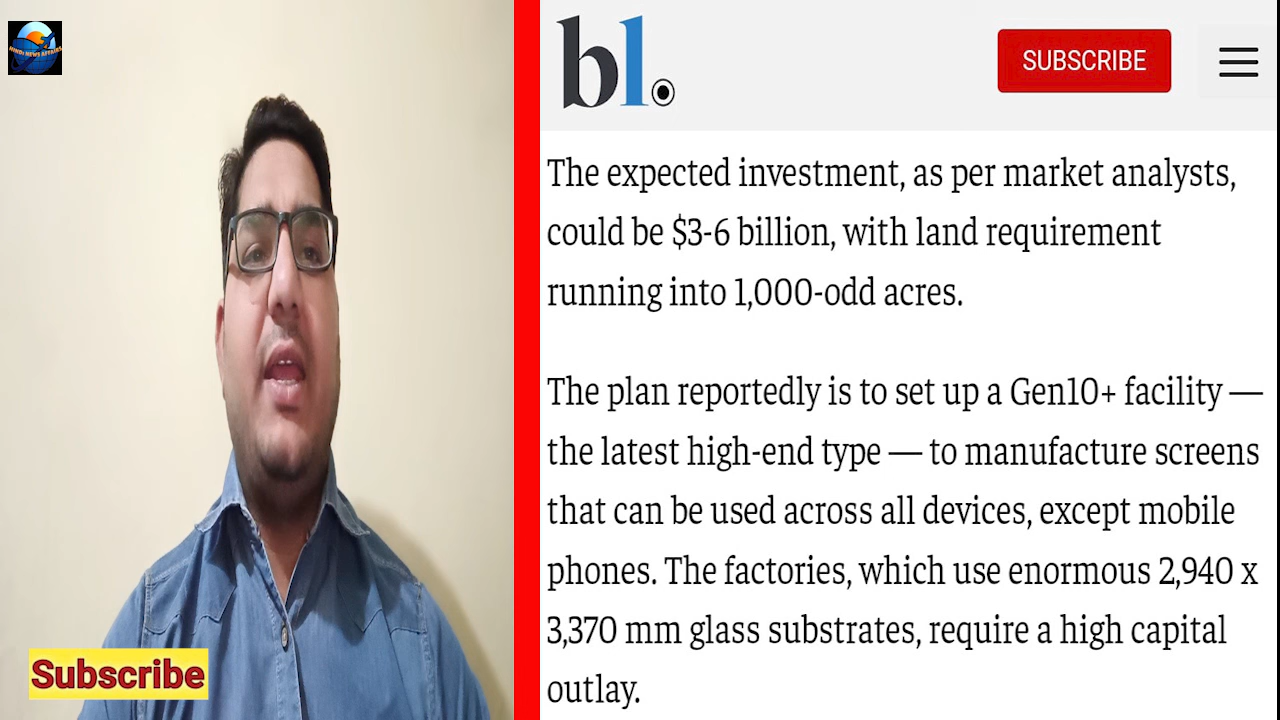 HINDI NEWS AFFAIRS
Subscribe
bl.
SUBSCRIBE
The expected investment, as per market analysts,
could be $3-6 billion, with land requirement
running into 1,000-odd acres.
The plan reportedly is to set up a Gen10+ facility —
the latest high-end type — to manufacture screens
that can be used across all devices, except mobile
phones. The factories, which use enormous 2,940 x
3,370 mm glass substrates, require a high capital
outlay.